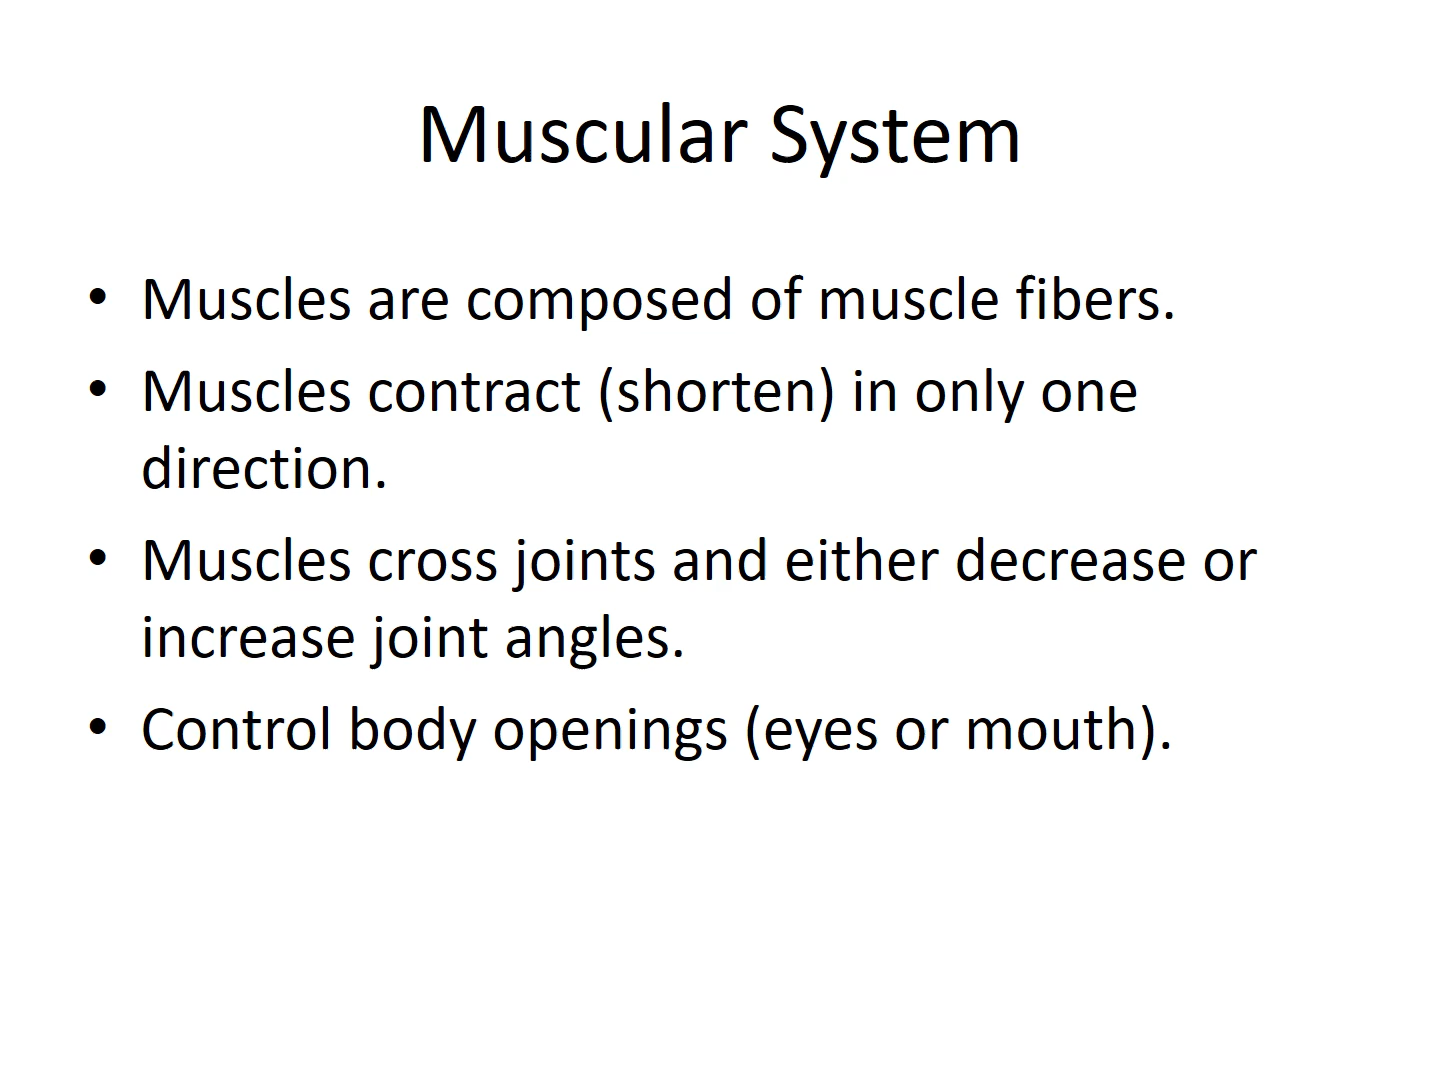 Muscular System
• Muscles are composed of muscle fibers.
• Muscles contract (shorten) in only one
direction.
• Muscles cross joints and either decrease or
increase joint angles.
• Control body openings (eyes or mouth).